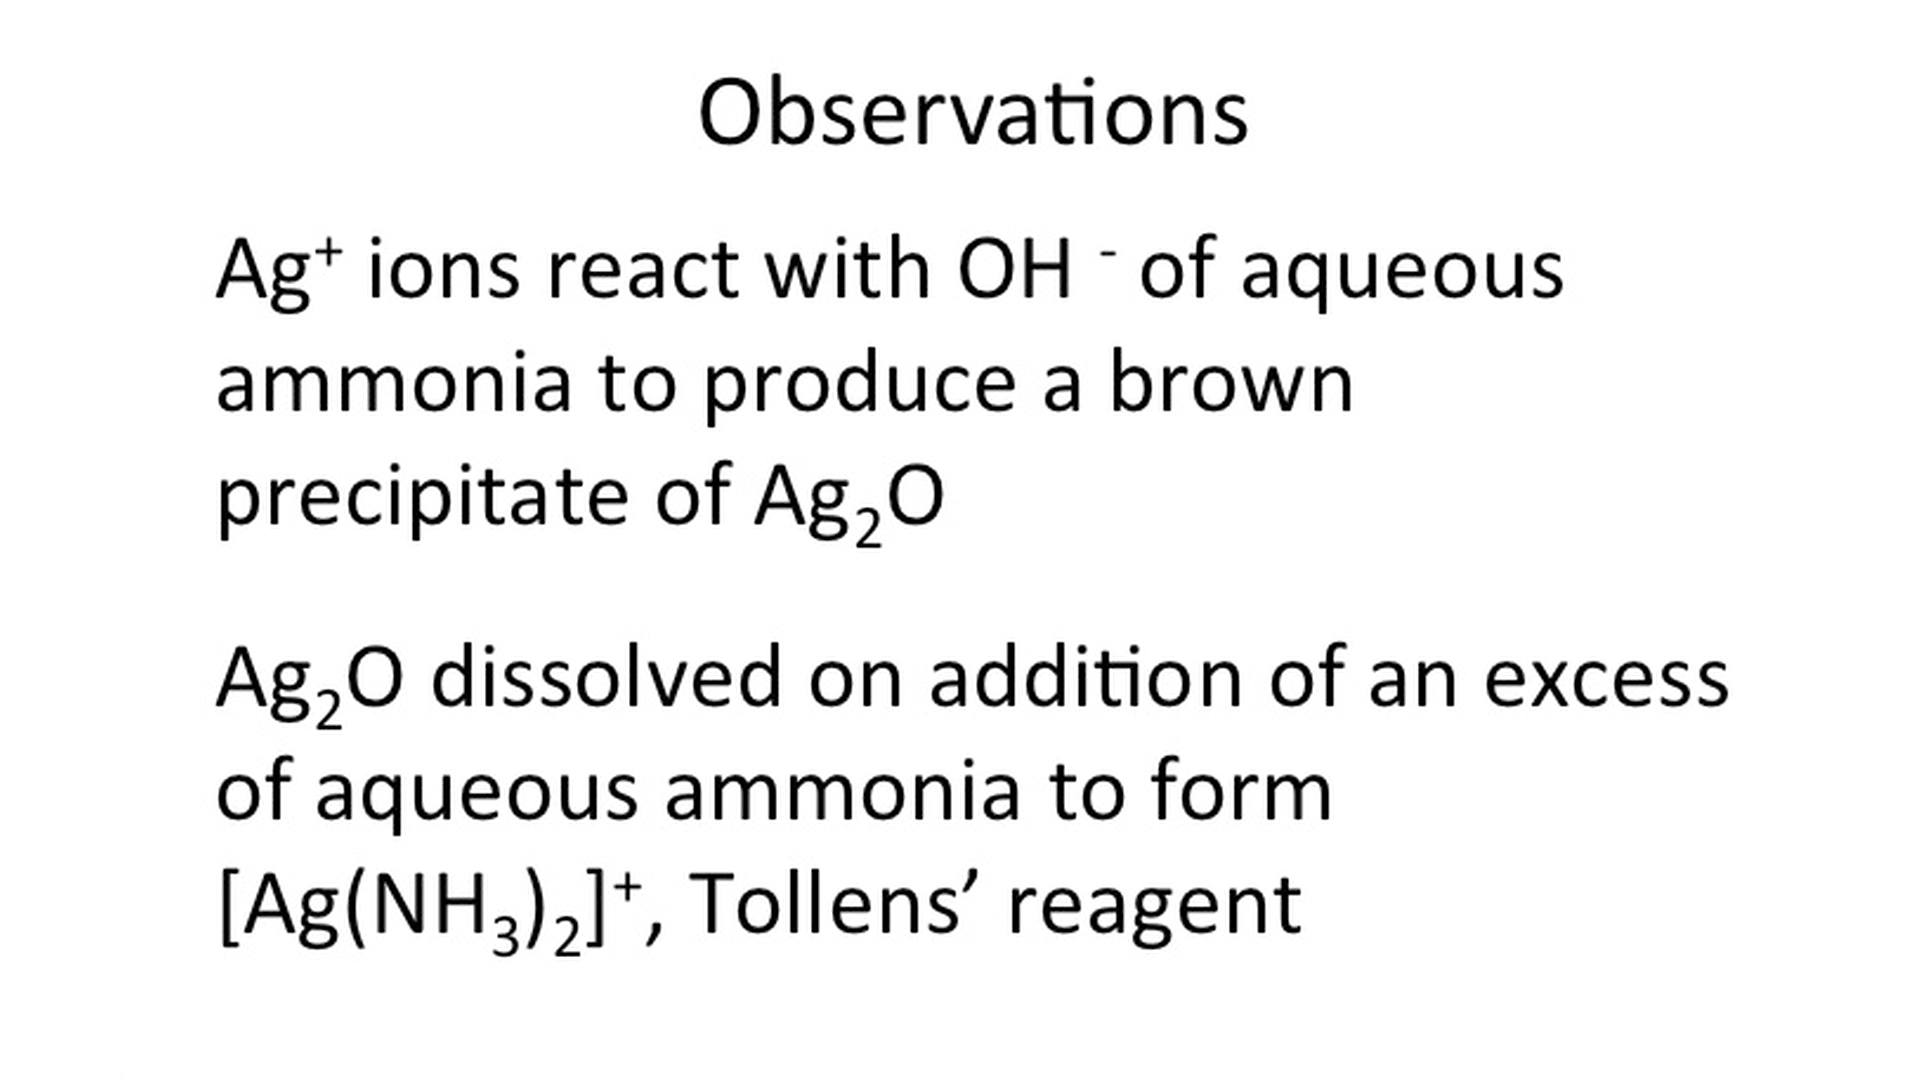 Observations
Ag⁺ ions react with OH ⁻ of aqueous
ammonia to produce a brown
precipitate of Ag₂O
Ag₂O dissolved on addition of an excess
of aqueous ammonia to form
[Ag(NH₃)₂]⁺, Tollens’ reagent